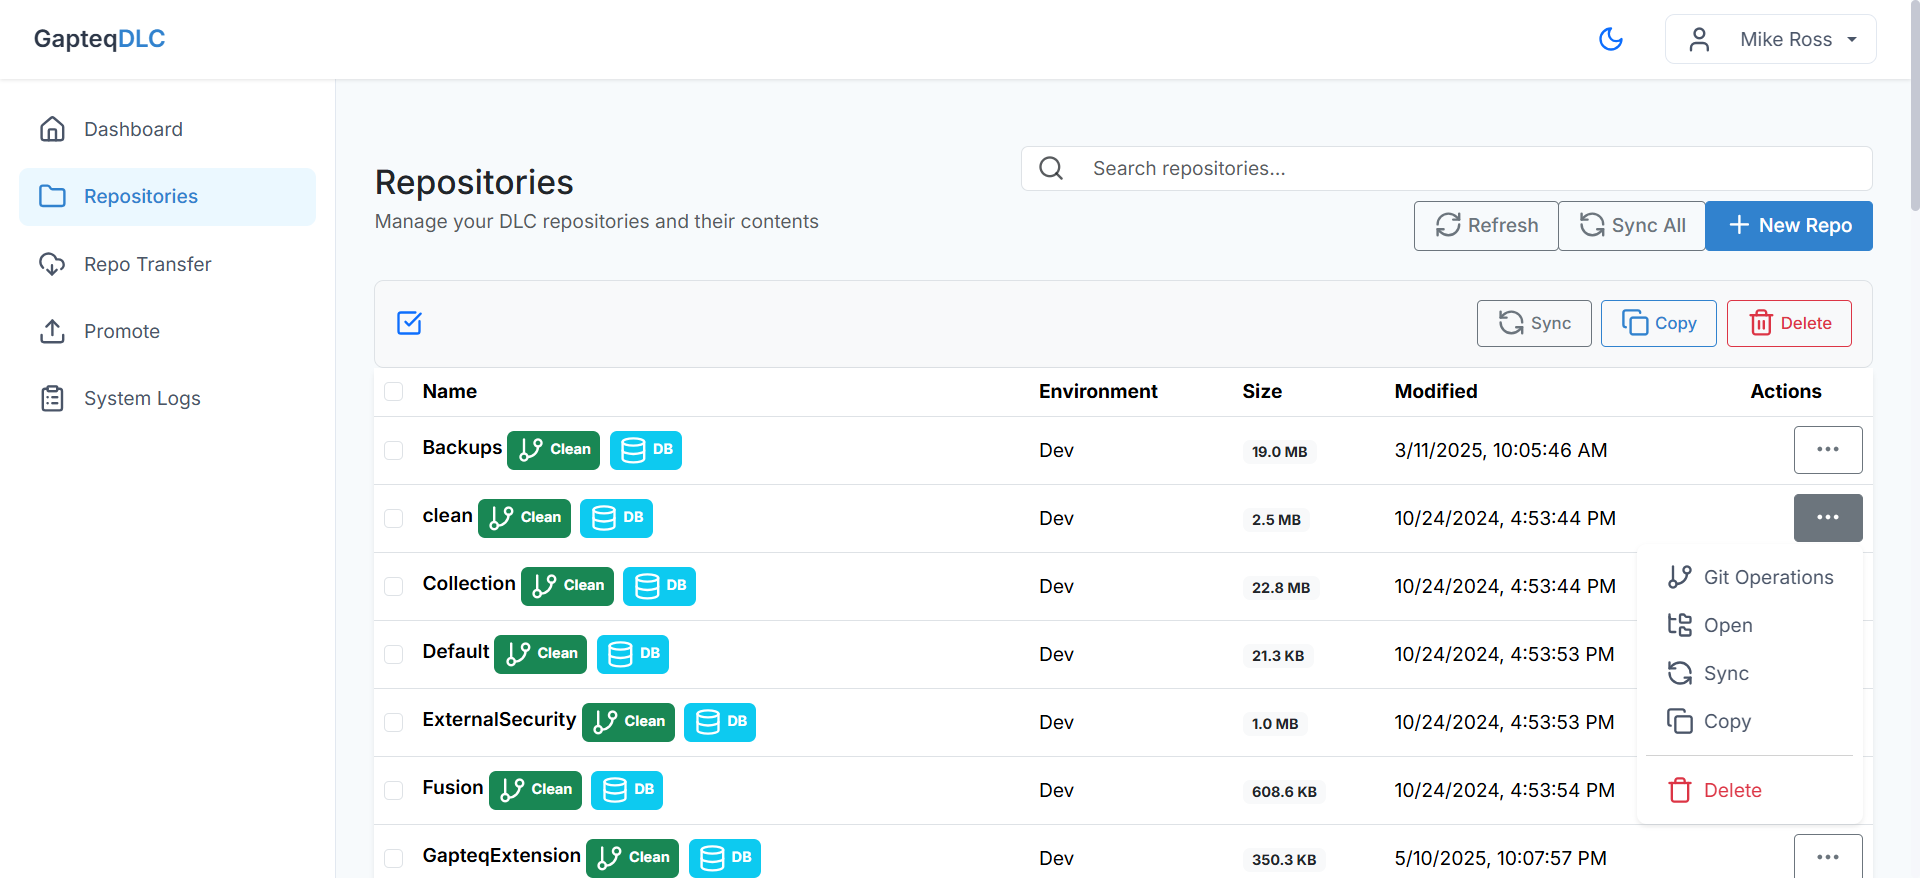 GapteqDLC
Mike Ross
Dashboard
Repositories
Repo Transfer
Promote
System Logs
Repositories
Manage your DLC repositories and their contents
Search repositories...
Refresh Sync All New Repo
Sync Copy Delete
Name Environment Size Modified Actions
Backups Clean DB Dev 19.0 MB 3/11/2025, 10:05:46 AM
clean Clean DB Dev 2.5 MB 10/24/2024, 4:53:44 PM
Collection Clean DB Dev 22.8 MB 10/24/2024, 4:53:44 PM
Default Clean DB Dev 21.3 KB 10/24/2024, 4:53:53 PM
ExternalSecurity Clean DB Dev 1.0 MB 10/24/2024, 4:53:53 PM
Fusion Clean DB Dev 608.6 KB 10/24/2024, 4:53:54 PM
GapteqExtension Clean DB Dev 350.3 KB 5/10/2025, 10:07:57 PM
Git Operations
Open
Sync
Copy
Delete